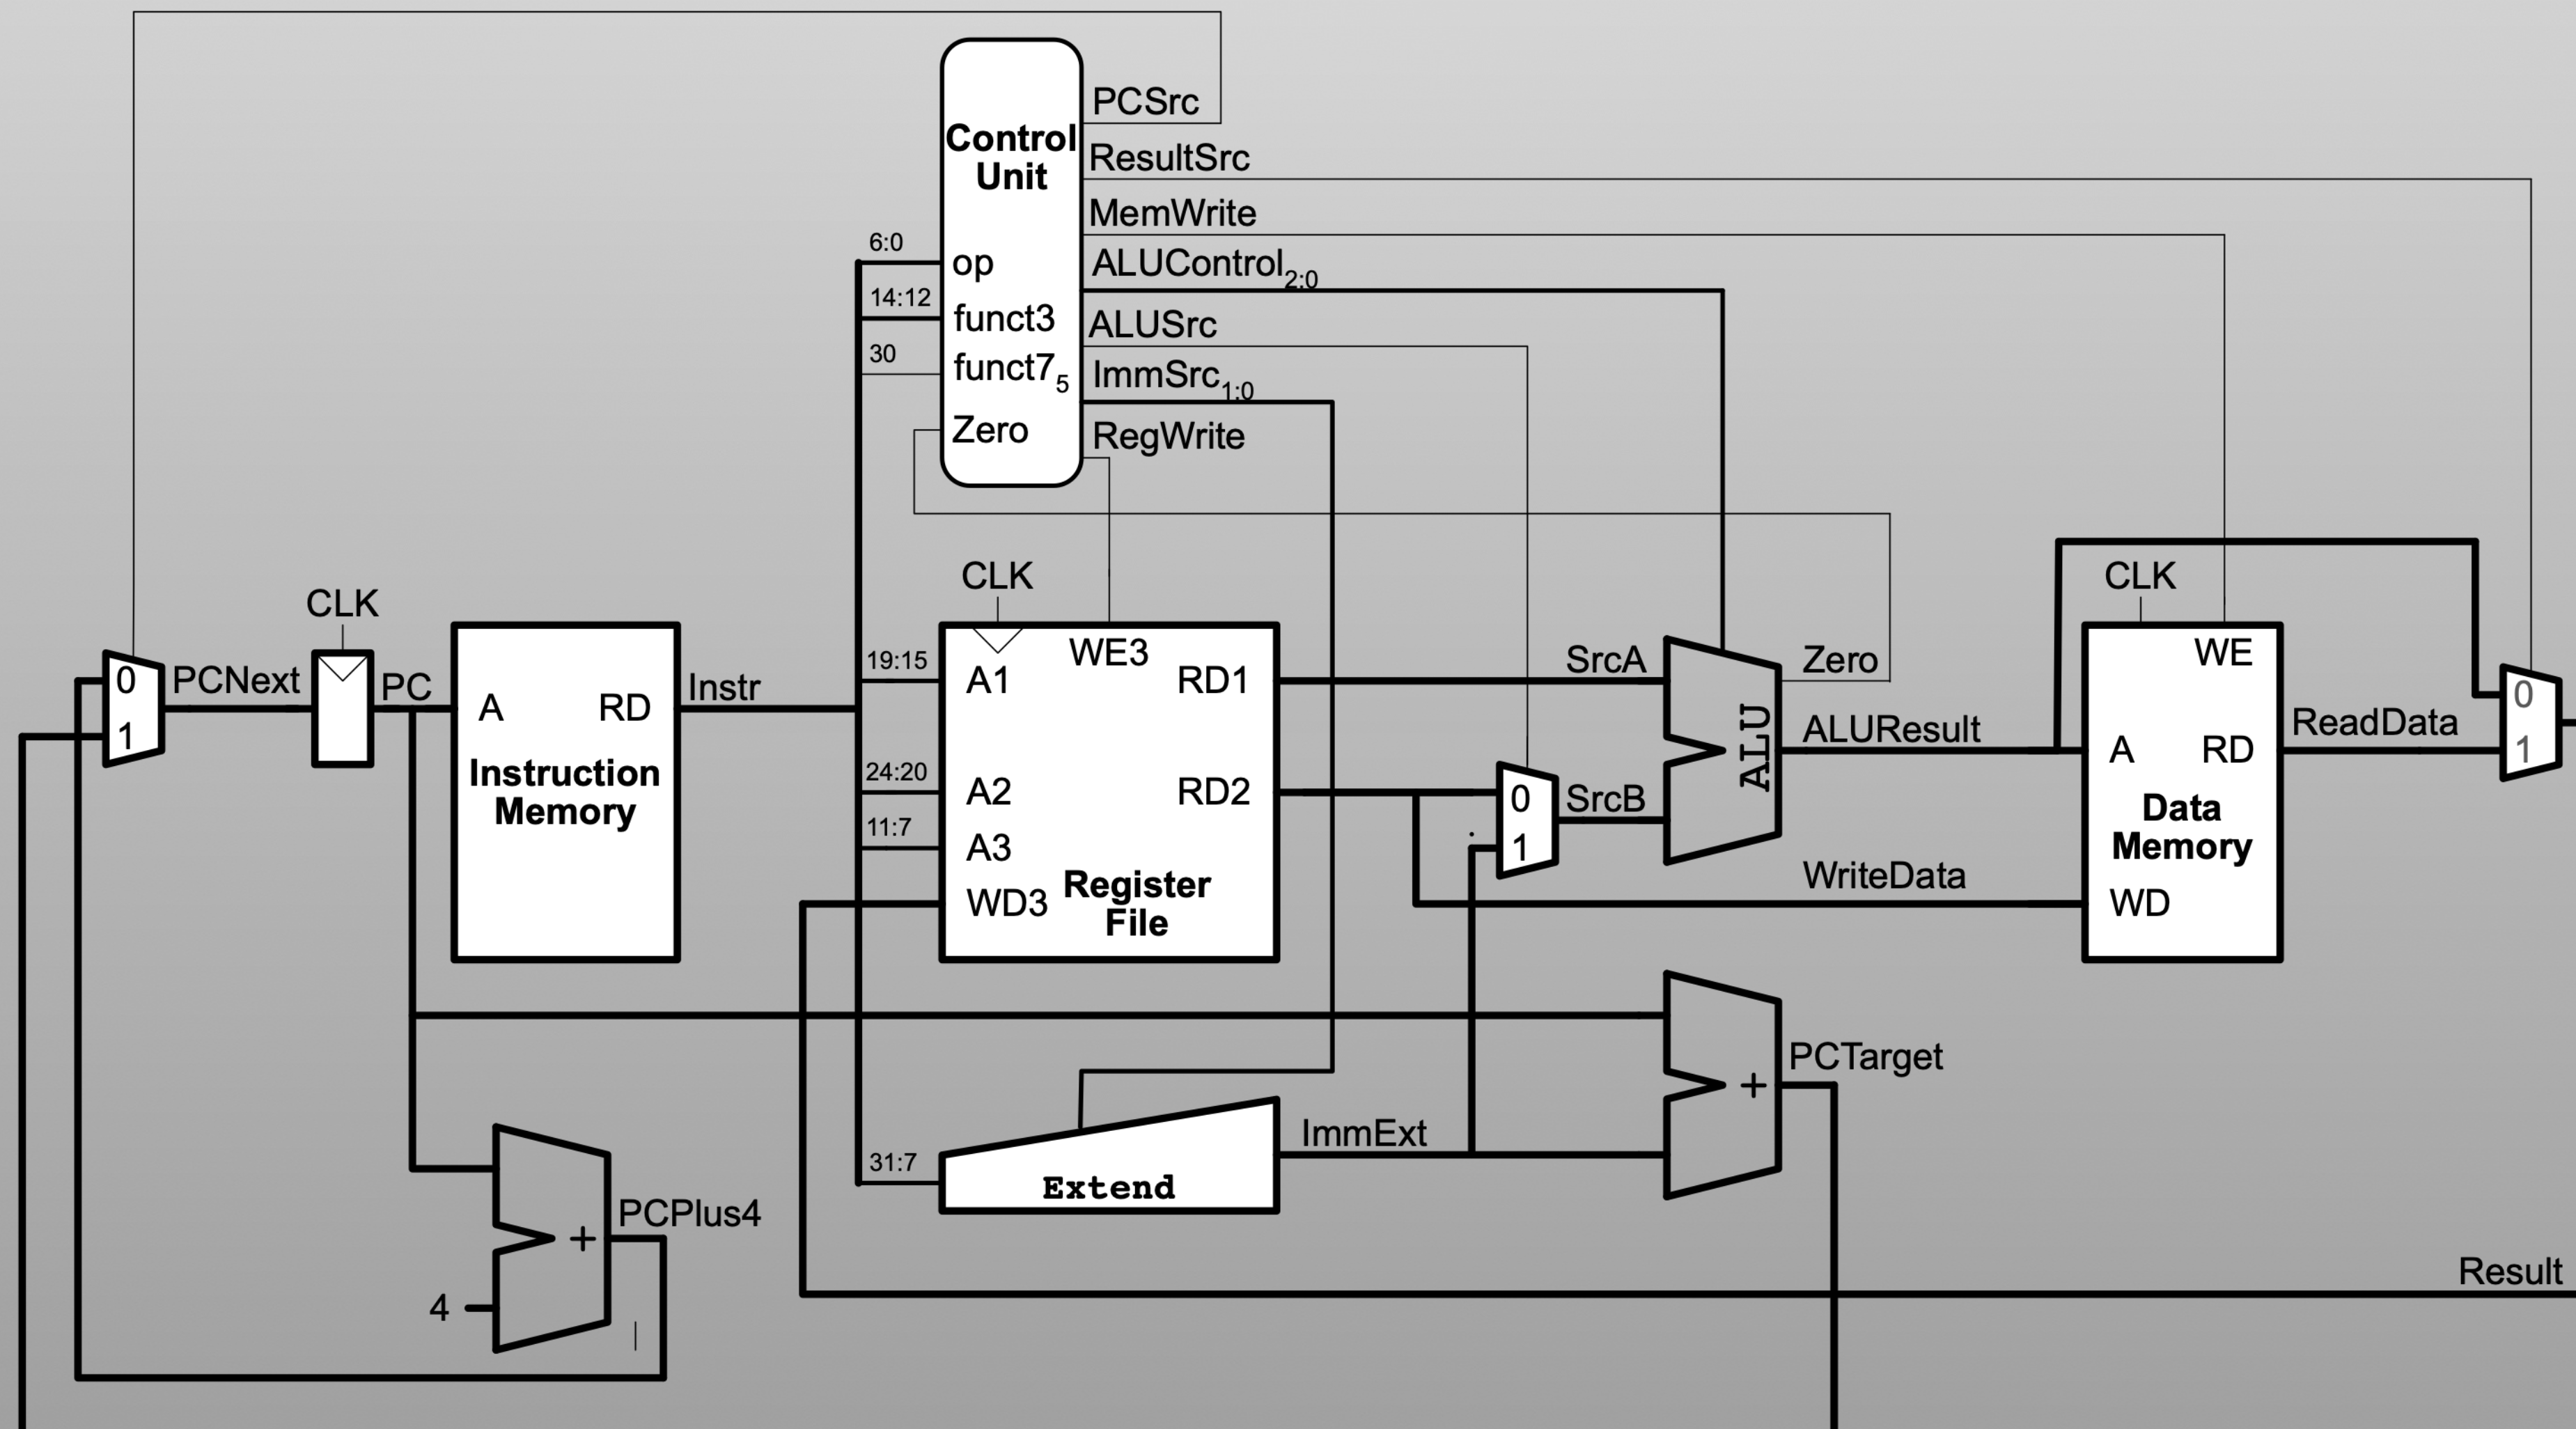 PCSrc
Control
Unit
ResultSrc
MemWrite
6:0
op
ALUControl2:0
14:12
funct3
ALUSrc
30
funct75
ImmSrc1:0
Zero
RegWrite
CLK
CLK
CLK
0
1
PCNext
PC
A
RD
Instruction
Memory
Instr
19:15
A1
WE3
RD1
24:20
A2
RD2
11:7
A3
WD3
Register
File
SrcA
0
1
SrcB
ALU
Zero
ALUResult
WriteData
WE
A
RD
Data
Memory
WD
ReadData
0
1
+
PCTarget
31:7
Extend
ImmExt
PCPlus4
+
4
Result